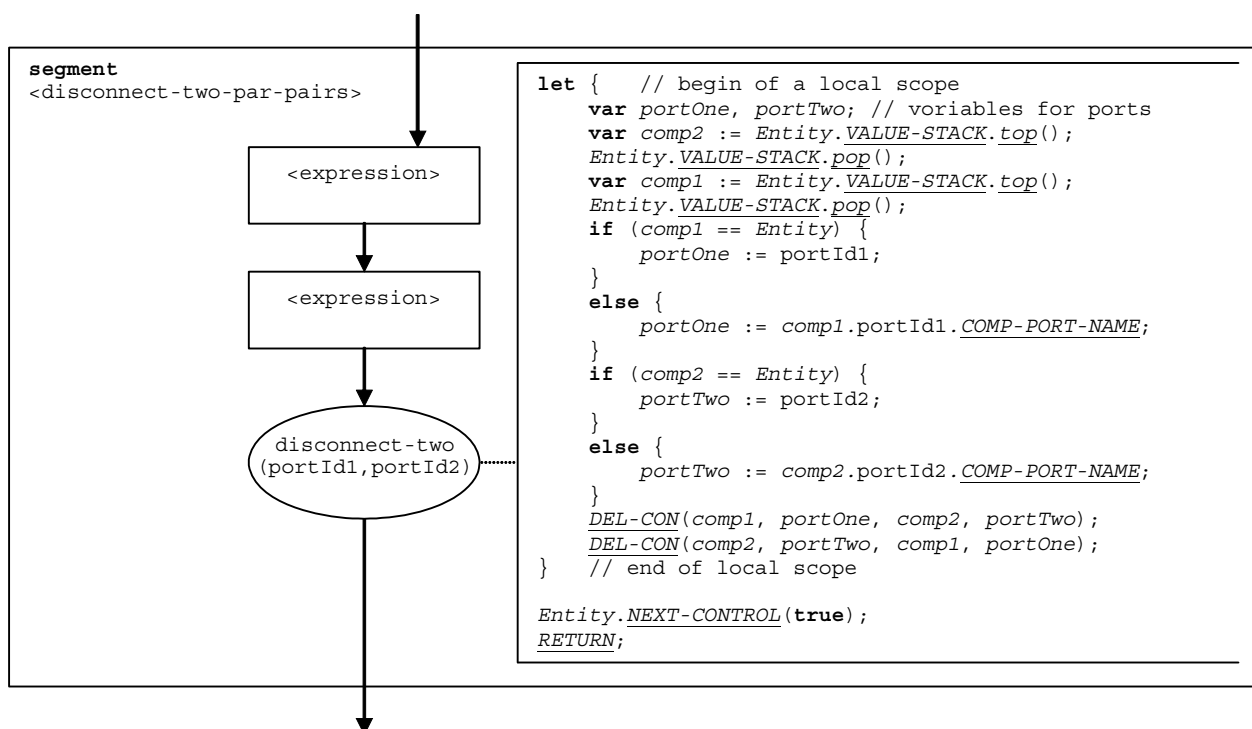 segment
<disconnect-two-par-pairs>
<expression>
<expression>
disconnect-two
(portId1,portId2)
let {   // begin of a local scope
    var portOne, portTwo; // voriables for ports
    var comp2 := Entity.VALUE-STACK.top();
    Entity.VALUE-STACK.pop();
    var comp1 := Entity.VALUE-STACK.top();
    Entity.VALUE-STACK.pop();
    if (comp1 == Entity) {
        portOne := portId1;
    }
    else {
        portOne := comp1.portId1.COMP-PORT-NAME;
    }
    if (comp2 == Entity) {
        portTwo := portId2;
    }
    else {
        portTwo := comp2.portId2.COMP-PORT-NAME;
    }
    DEL-CON(comp1, portOne, comp2, portTwo);
    DEL-CON(comp2, portTwo, comp1, portOne);
}   // end of local scope
Entity.NEXT-CONTROL(true);
RETURN;